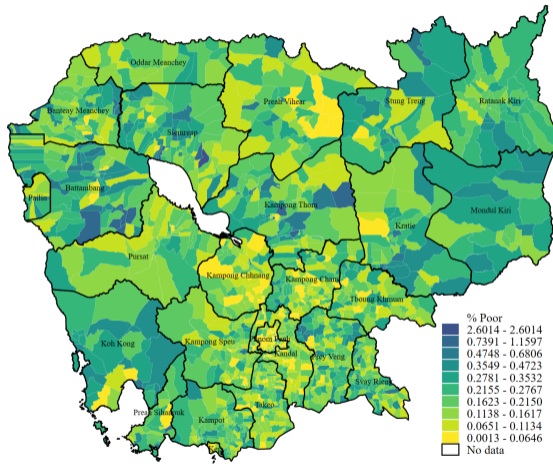 Oddar Meanchey
Preah Vihear
Stung Treng
Ratanak Kiri
Banteay Meanchey
Siemreap
Battambang
Pailin
Kampong Thom
Kratie
Mondul Kiri
Pursat
Kampong Chhnang
Kampong Cham
Tboung Khmum
Koh Kong
Kampong Speu
Phnom Penh
Kandal
Prey Veng
Svay Rieng
Preah Sihanouk
Kampot
Takeo
% Poor
2.6014 - 2.6014
0.7391 - 1.1597
0.4748 - 0.6806
0.3549 - 0.4723
0.2781 - 0.3532
0.2155 - 0.2767
0.1623 - 0.2150
0.1138 - 0.1617
0.0651 - 0.1134
0.0013 - 0.0646
No data